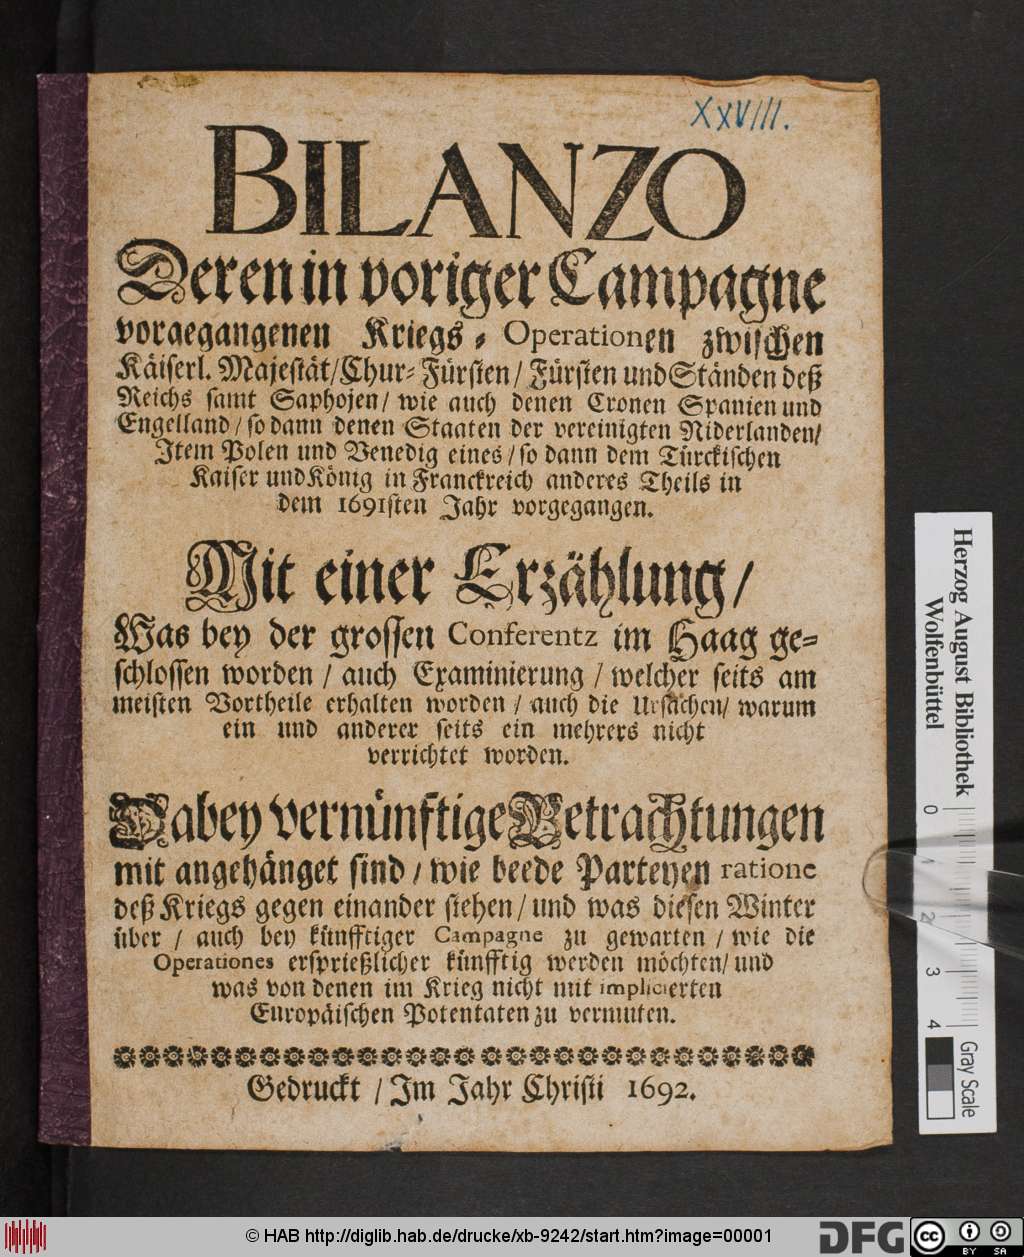 XXVIII.
BILANZO
Deren in voriger Campagne
vorgegangenen Kriegs-Operationen zwischen
Käiserl. Majestät/Chur-Fürsten/Fürsten und Ständen deß
Reichs samt Saphojen/wie auch denen Cronen Spanien und
Engelland/so dann denen Staaten der vereinigten Niderlanden/
Item Polen und Venedig eines/so dann dem Türckischen
Kaiser und König in Franckreich anderes Theils in
dem 1691sten Jahr vorgegangen.
Mit einer Erzählung/
Was bey der grossen Conferentz im Haag ge-
schlossen worden/auch Examinierung/welcher seits am
meisten Vortheile erhalten worden/auch die Ursachen/warum
ein und anderer seits ein mehrers nicht
verrichtet worden.
Dabey vernünftige Betrachtungen
mit angehänget sind/wie beede Parteyen ratione
deß Kriegs gegen einander stehen/und was diesen Winter
über/auch bey künfftiger Campagne zu gewarten/wie die
Operationes ersprießlicher künfftig werden möchten/und
was von denen im Krieg nicht mit implicierten
Europäischen Potentaten zu vermuten.
Gedruckt/Im Jahr Christi 1692.
Herzog August Bibliothek
Wolfenbüttel
0 1 2 3 4
Gray Scale
© HAB http://diglib.hab.de/drucke/xb-9242/start.htm?image=00001
DFG
cc BY SA